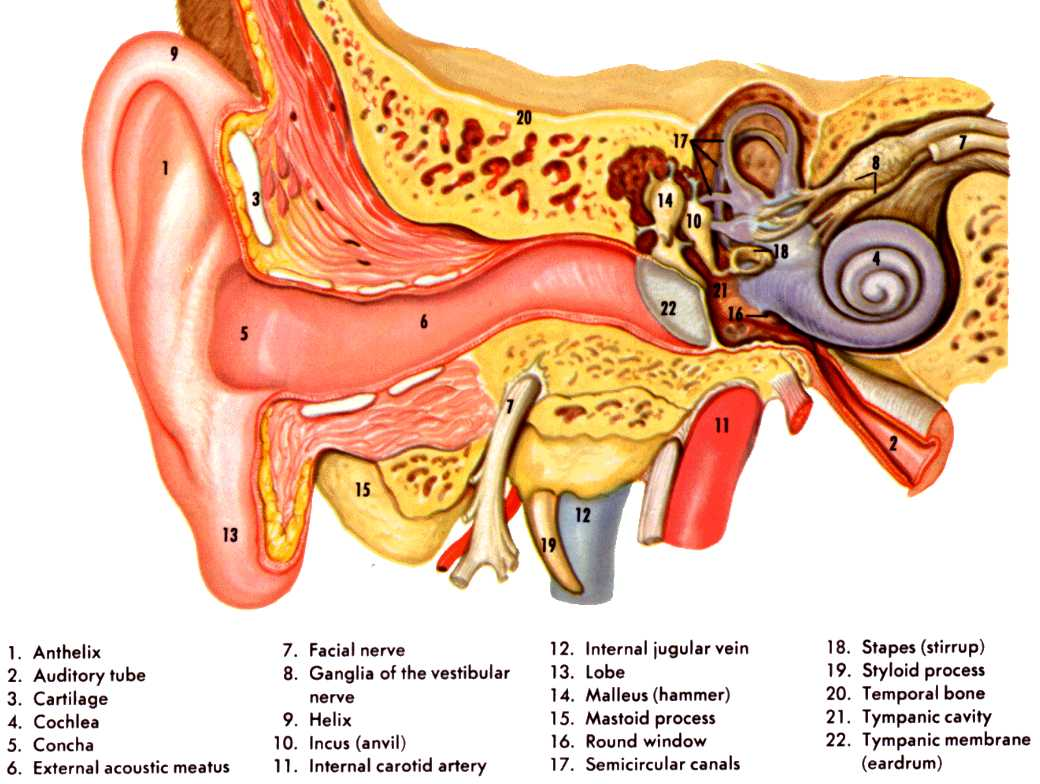 9
20
1
17
7
8
3
14
10
18
4
21
22
16
5
6
7
11
2
15
12
13
19
1. Anthelix
2. Auditory tube
3. Cartilage
4. Cochlea
5. Concha
6. External acoustic meatus
7. Facial nerve
8. Ganglia of the vestibular
nerve
9. Helix
10. Incus (anvil)
11. Internal carotid artery
12. Internal jugular vein
13. Lobe
14. Malleus (hammer)
15. Mastoid process
16. Round window
17. Semicircular canals
18. Stapes (stirrup)
19. Styloid process
20. Temporal bone
21. Tympanic cavity
22. Tympanic membrane
(eardrum)